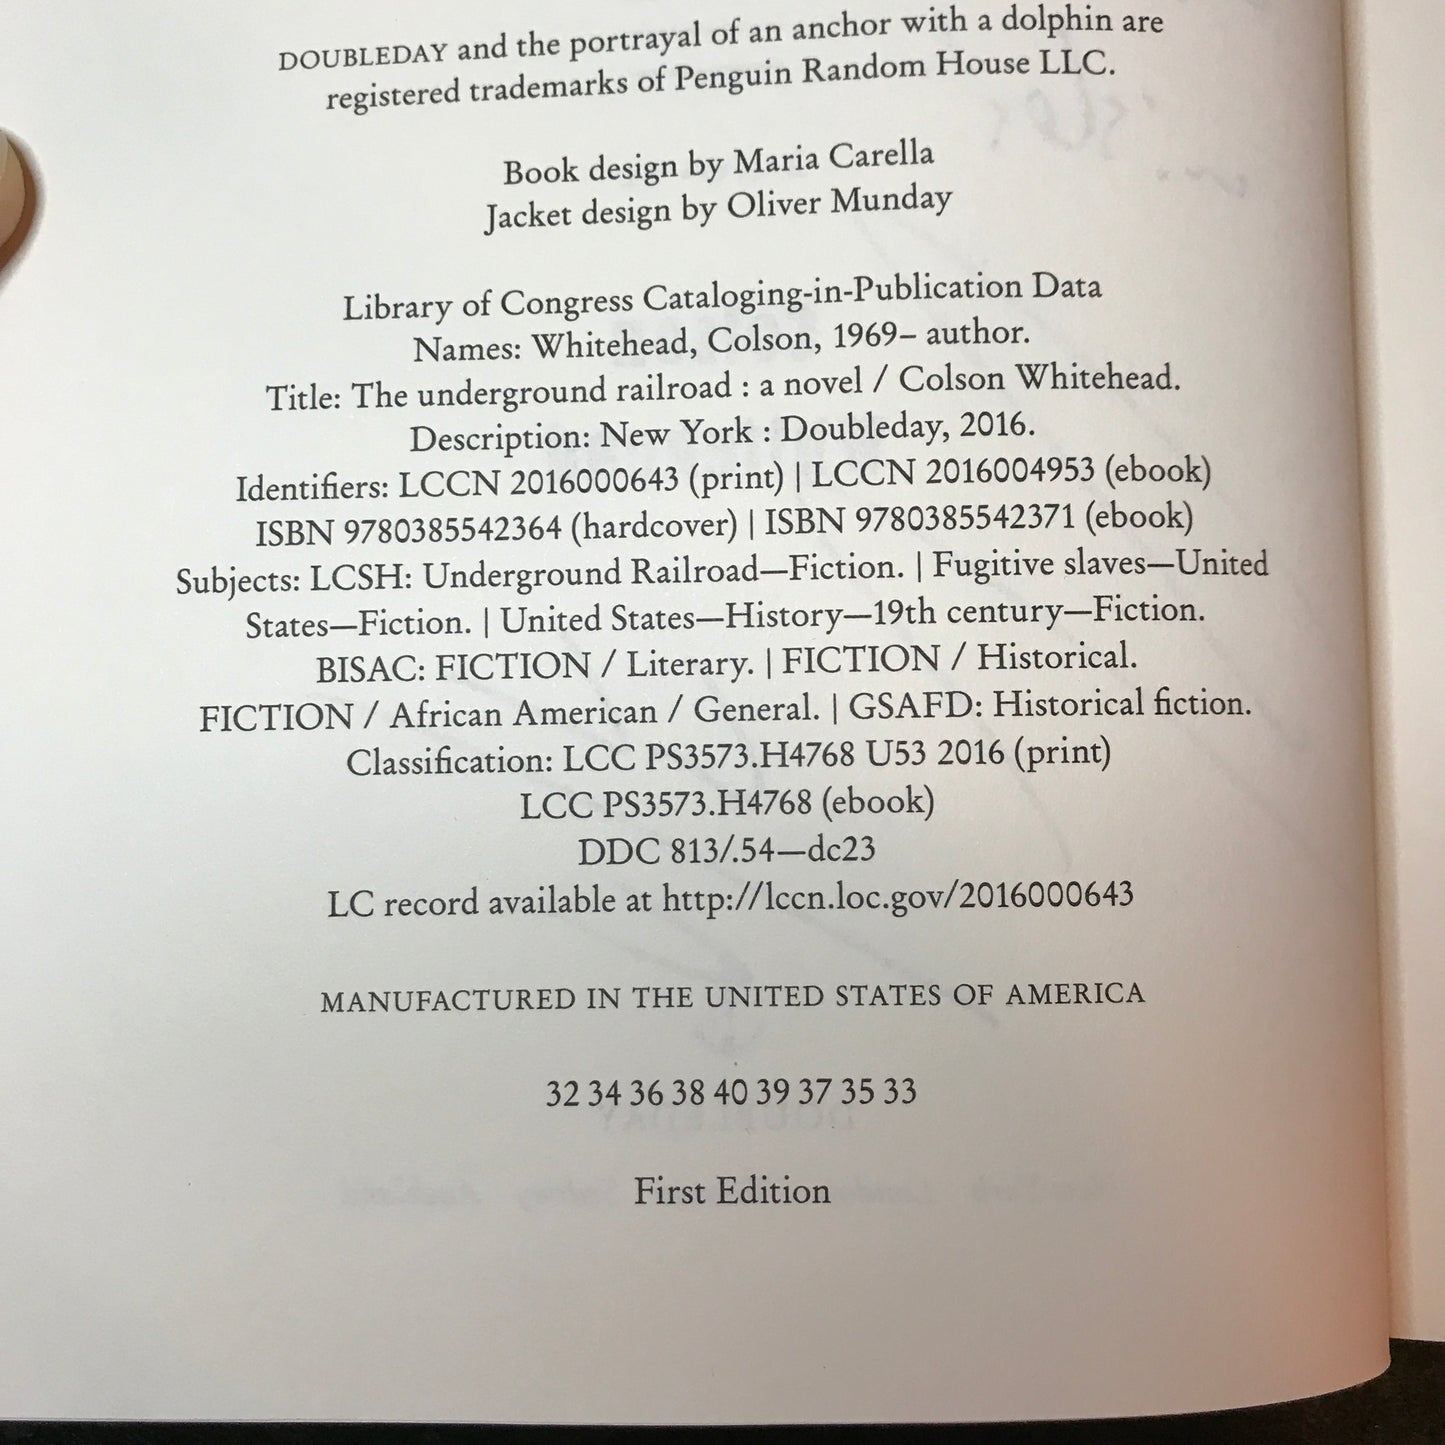 DOUBLEDAY and the portrayal of an anchor with a dolphin are
registered trademarks of Penguin Random House LLC.
Book design by Maria Carella
Jacket design by Oliver Munday
Library of Congress Cataloging-in-Publication Data
Names: Whitehead, Colson, 1969– author.
Title: The underground railroad : a novel / Colson Whitehead.
Description: New York : Doubleday, 2016.
Identifiers: LCCN 2016000643 (print) | LCCN 2016004953 (ebook)
ISBN 9780385542364 (hardcover) | ISBN 9780385542371 (ebook)
Subjects: LCSH: Underground Railroad—Fiction. | Fugitive slaves—United
States—Fiction. | United States—History—19th century—Fiction.
BISAC: FICTION / Literary. | FICTION / Historical.
FICTION / African American / General. | GSAFD: Historical fiction.
Classification: LCC PS3573.H4768 U53 2016 (print)
LCC PS3573.H4768 (ebook)
DDC 813/.54—dc23
LC record available at http://lccn.loc.gov/2016000643
MANUFACTURED IN THE UNITED STATES OF AMERICA
32 34 36 38 40 39 37 35 33
First Edition